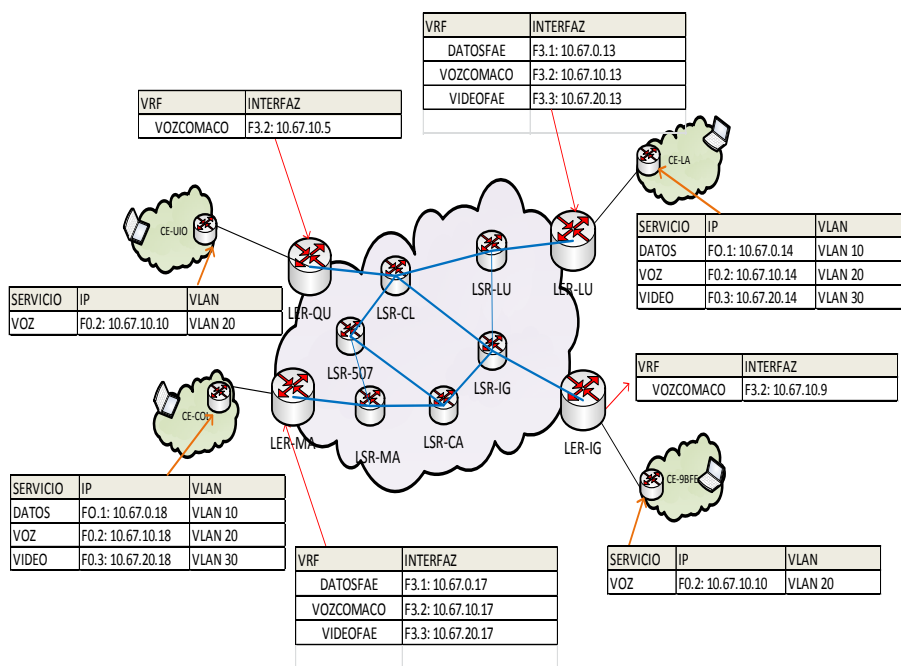 VRF INTERFAZ
DATOSFAE F3.1: 10.67.0.13
VOZCOMACO F3.2: 10.67.10.13
VIDEOFAE F3.3: 10.67.20.13
VRF INTERFAZ
VOZCOMACO F3.2: 10.67.10.5
CE-LA
CE-UIO
SERVICIO IP VLAN
DATOS FO.1: 10.67.0.14 VLAN 10
VOZ F0.2: 10.67.10.14 VLAN 20
VIDEO F0.3: 10.67.20.14 VLAN 30
SERVICIO IP VLAN
VOZ F0.2: 10.67.10.10 VLAN 20
LER-QU
LSR-CL
LSR-LU
LER-LU
LSR-507
LSR-IG
VRF INTERFAZ
VOZCOMACO F3.2: 10.67.10.9
CE-COL
LER-MA
LSR-MA
LSR-CA
LER-IG
CE-9BFE
SERVICIO IP VLAN
DATOS FO.1: 10.67.0.18 VLAN 10
VOZ F0.2: 10.67.10.18 VLAN 20
VIDEO F0.3: 10.67.20.18 VLAN 30
VRF INTERFAZ
DATOSFAE F3.1: 10.67.0.17
VOZCOMACO F3.2: 10.67.10.17
VIDEOFAE F3.3: 10.67.20.17
SERVICIO IP VLAN
VOZ F0.2: 10.67.10.10 VLAN 20